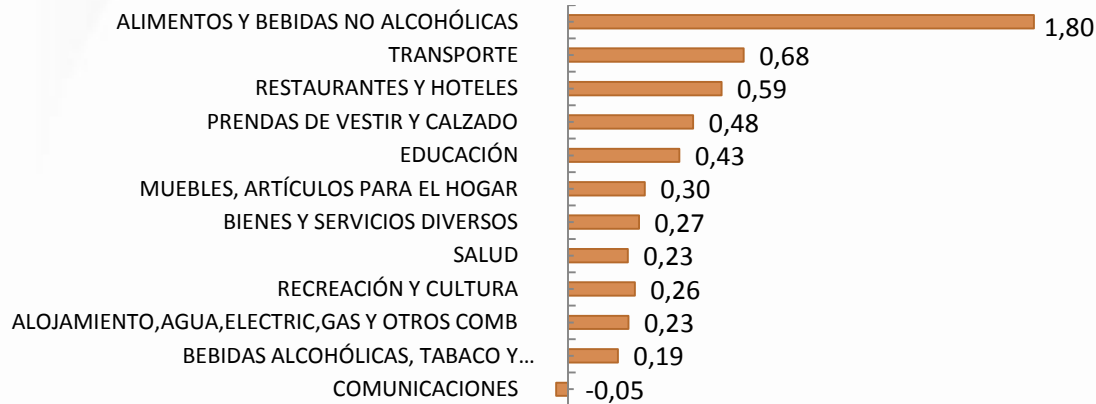 ALIMENTOS Y BEBIDAS NO ALCOHÓLICAS 1,80
TRANSPORTE 0,68
RESTAURANTES Y HOTELES 0,59
PRENDAS DE VESTIR Y CALZADO 0,48
EDUCACIÓN 0,43
MUEBLES, ARTÍCULOS PARA EL HOGAR 0,30
BIENES Y SERVICIOS DIVERSOS 0,27
SALUD 0,23
RECREACIÓN Y CULTURA 0,26
ALOJAMIENTO,AGUA,ELECTRIC,GAS Y OTROS COMB 0,23
BEBIDAS ALCOHÓLICAS, TABACO Y... 0,19
COMUNICACIONES -0,05